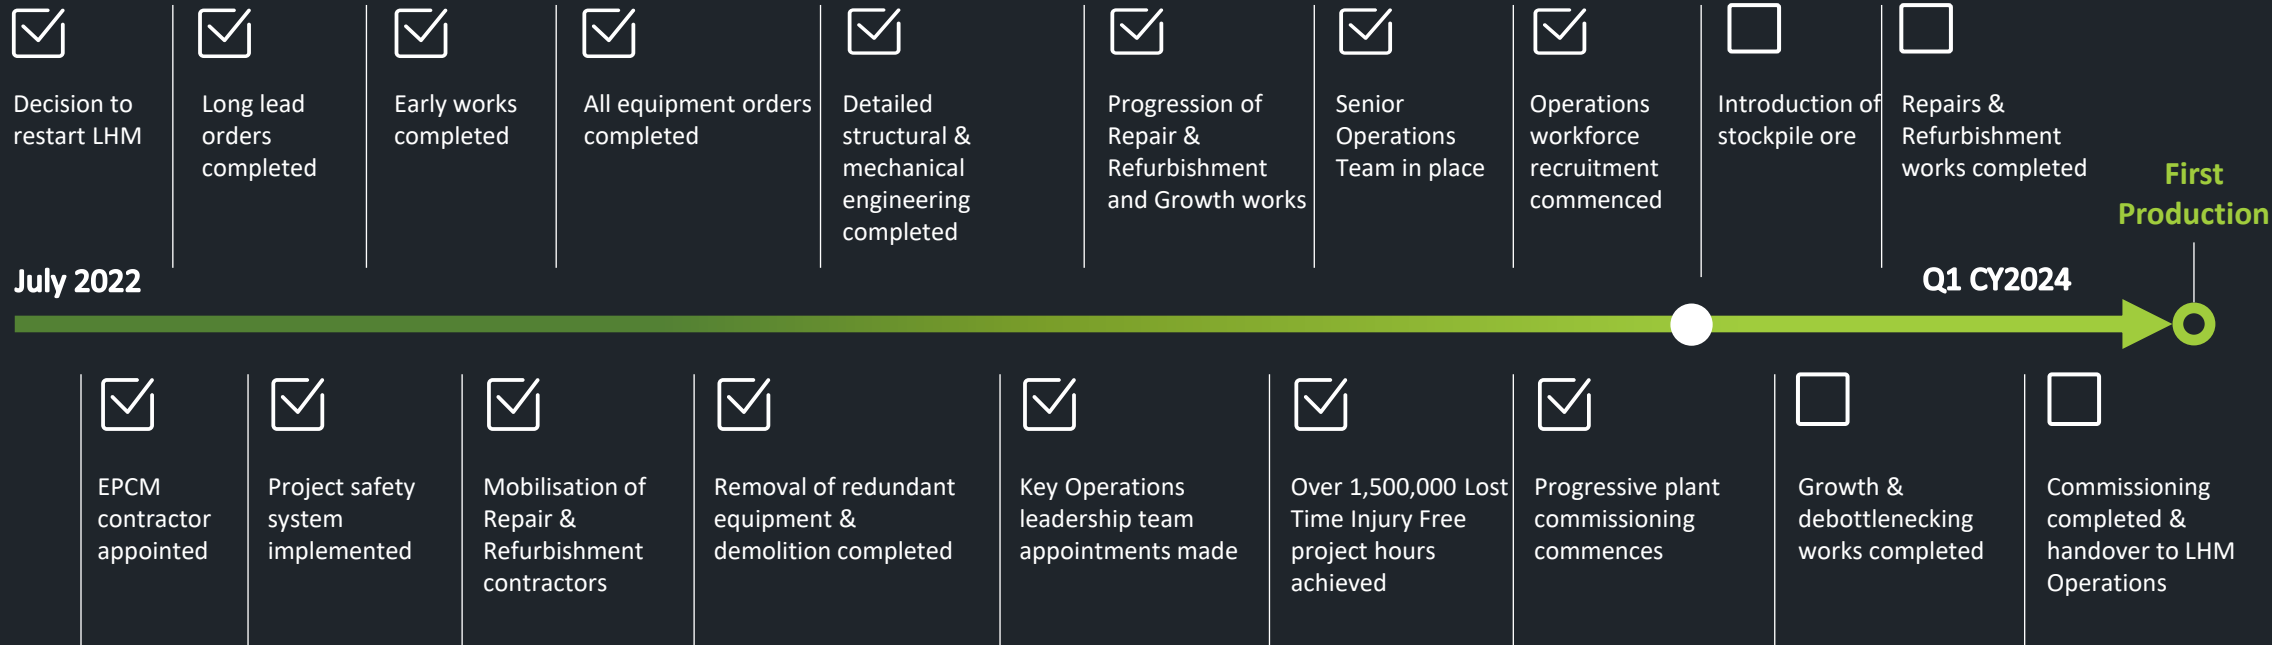 Decision to
restart LHM
Long lead
orders
completed
Early works
completed
All equipment orders
completed
Detailed
structural &
mechanical
engineering
completed
Progression of
Repair &
Refurbishment
and Growth works
Senior
Operations
Team in place
Operations
workforce
recruitment
commenced
Introduction of
stockpile ore
Repairs &
Refurbishment
works completed
First
Production
July 2022
Q1 CY2024
EPCM
contractor
appointed
Project safety
system
implemented
Mobilisation of
Repair &
Refurbishment
contractors
Removal of redundant
equipment &
demolition completed
Key Operations
leadership team
appointments made
Over 1,500,000 Lost
Time Injury Free
project hours
achieved
Progressive plant
commissioning
commences
Growth &
debottlenecking
works completed
Commissioning
completed &
handover to LHM
Operations